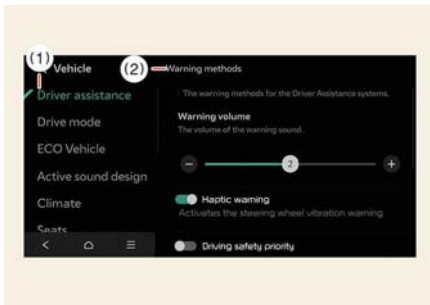 (1)
Vehicle
(2)
Warning methods
Driver assistance
The warning methods for the Driver Assistance systems.
Drive mode
Warning volume
The volume of the warning sound.
ECO Vehicle
2
Active sound design
Haptic warning
Activates the steering wheel vibration warning
Climate
Seats
Driving safety priority